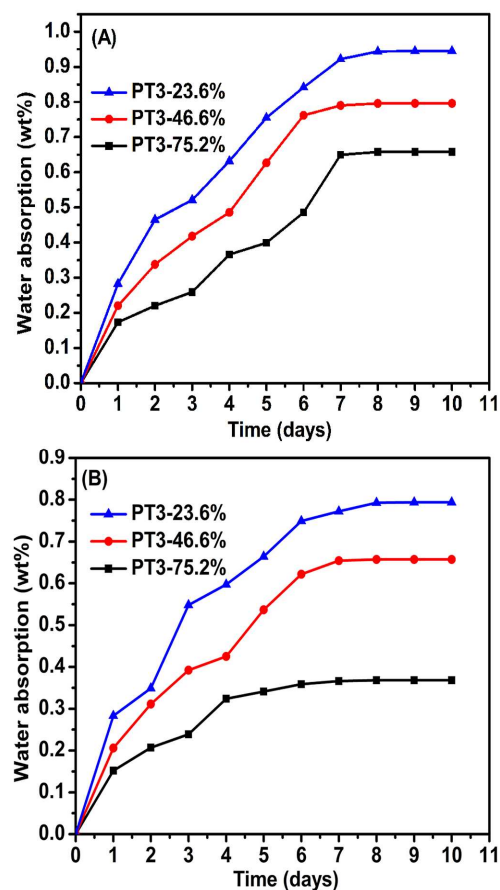 (A)
PT3-23.6%
PT3-46.6%
PT3-75.2%
Water absorption (wt%)
1.0
0.9
0.8
0.7
0.6
0.5
0.4
0.3
0.2
0.1
0.0
0 1 2 3 4 5 6 7 8 9 10 11
Time (days)
(B)
PT3-23.6%
PT3-46.6%
PT3-75.2%
Water absorption (wt%)
0.9
0.8
0.7
0.6
0.5
0.4
0.3
0.2
0.1
0.0
0 1 2 3 4 5 6 7 8 9 10 11
Time (days)